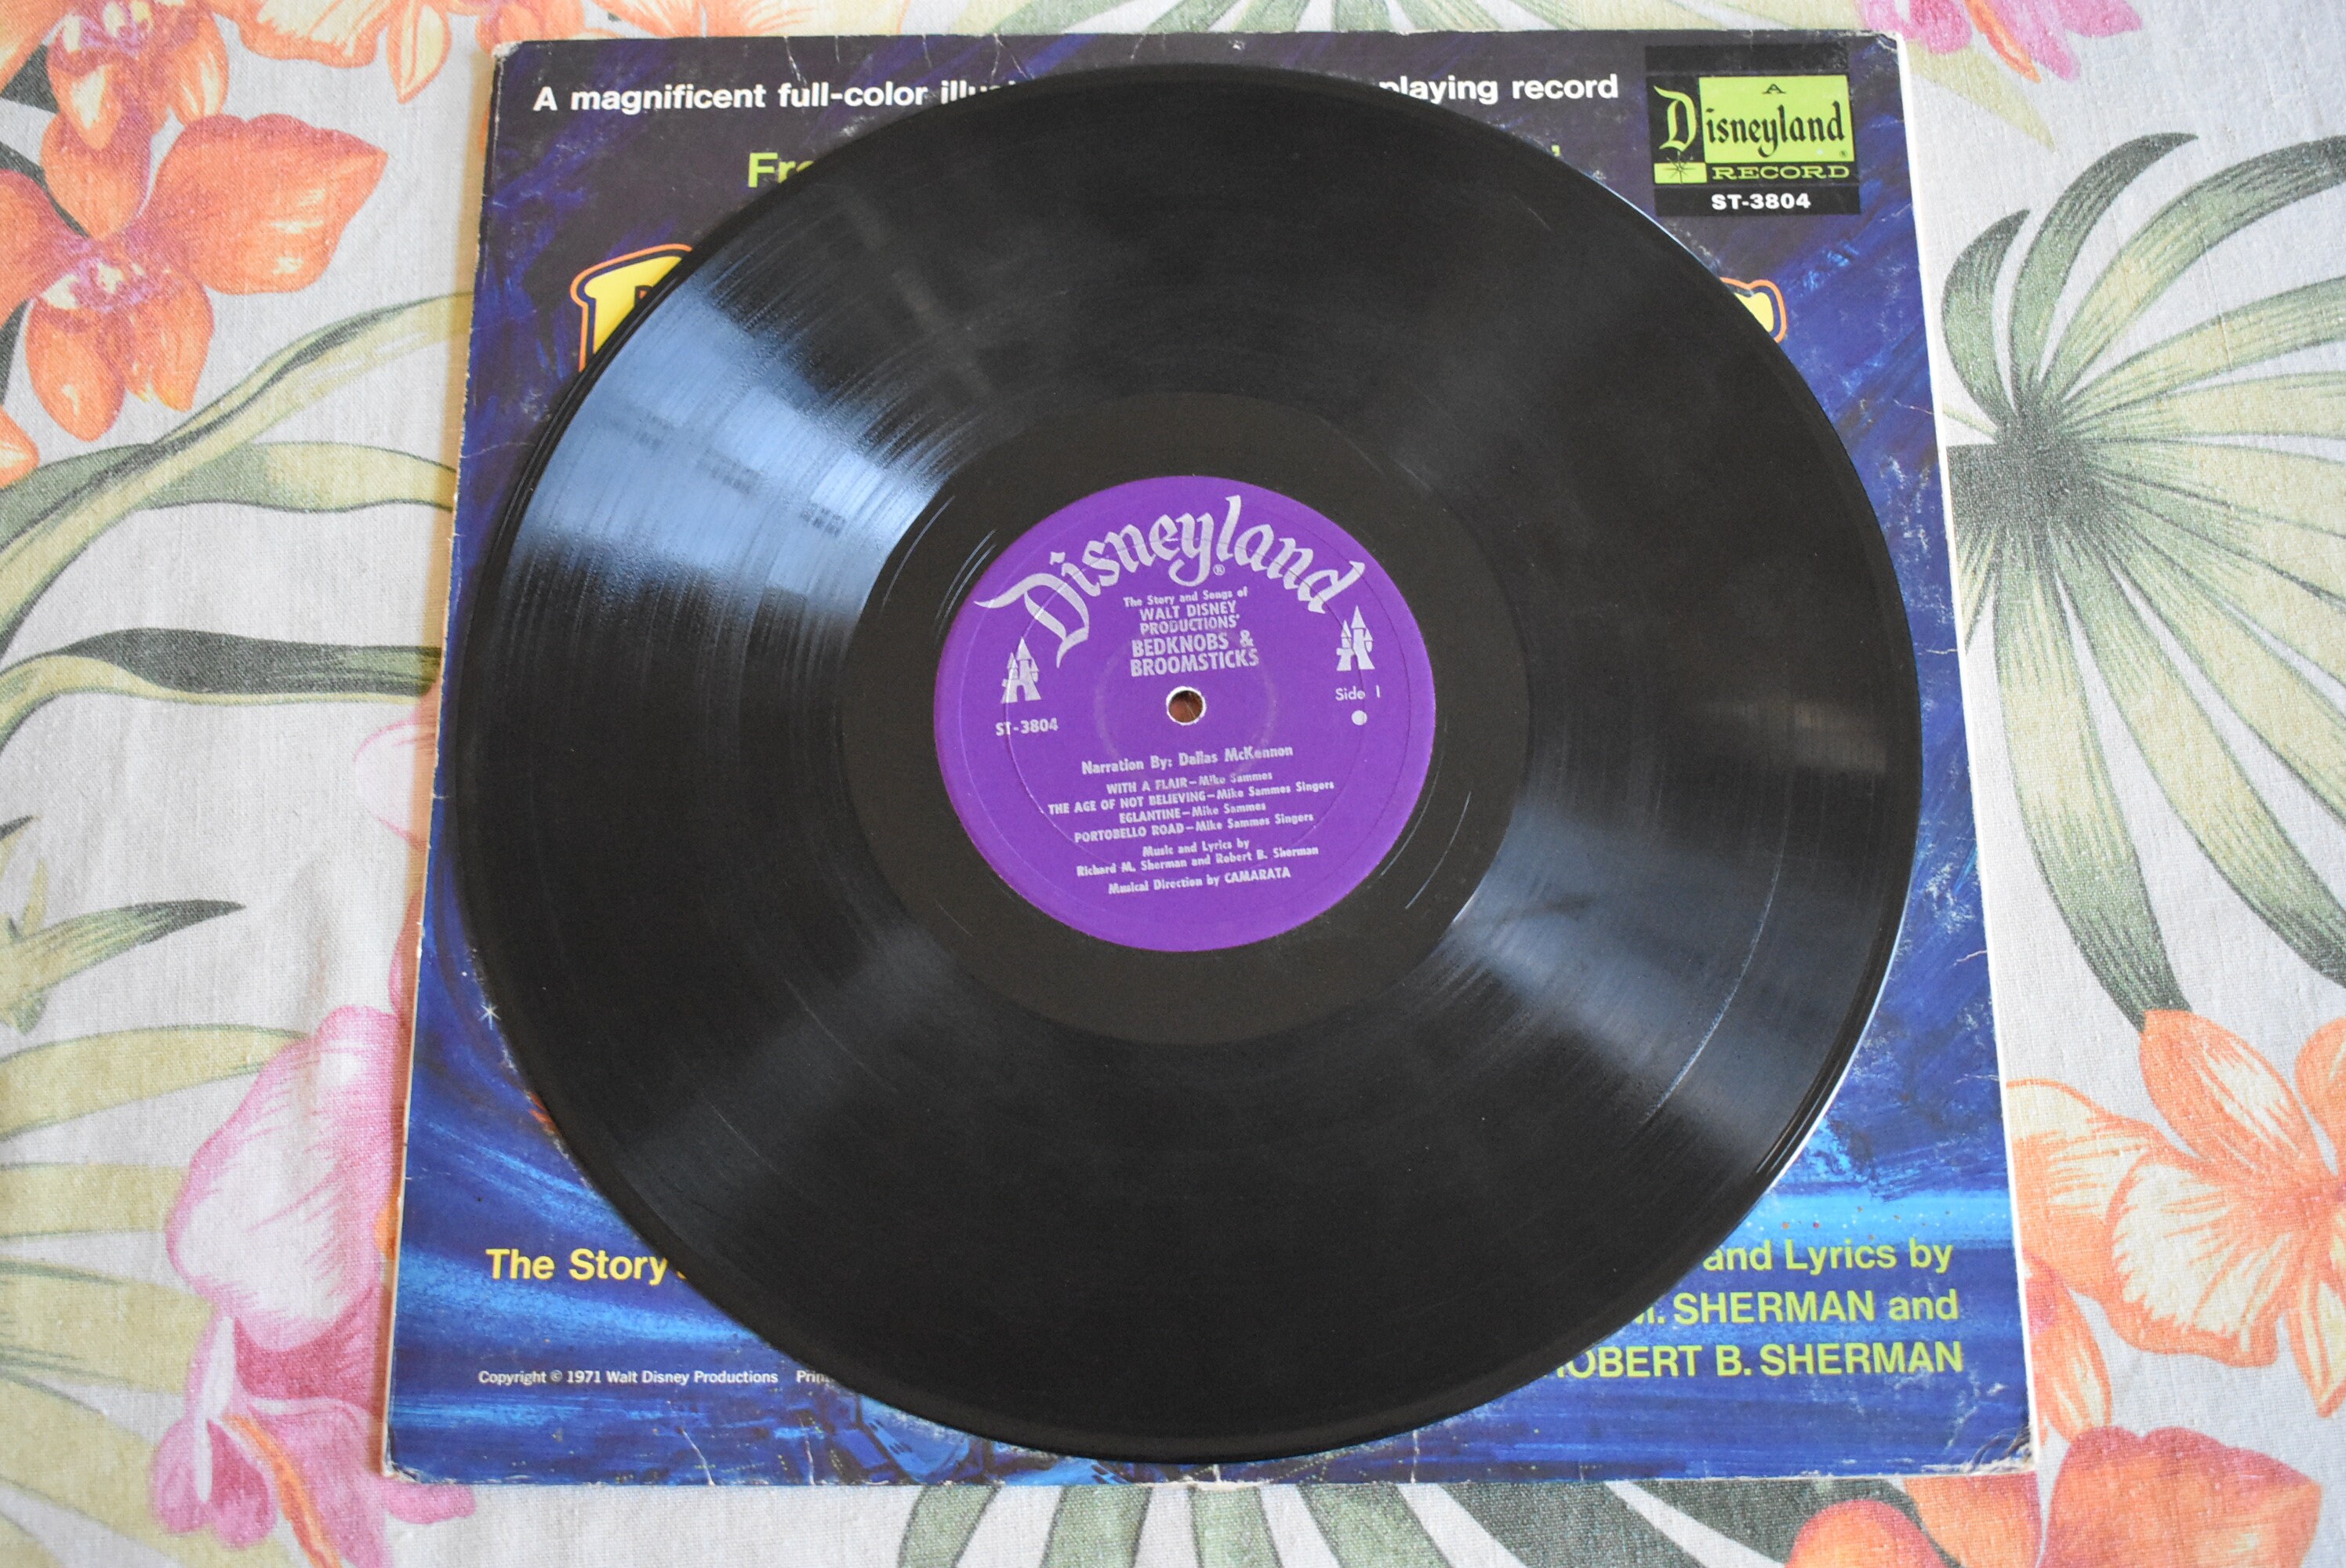 A magnificent full-color playing record
A
Disneyland
RECORD
ST-3804
Disneyland ®
The Story and Songs of
WALT DISNEY
PRODUCTIONS'
BEDKNOBS &
BROOMSTICKS
Side 1
ST-3804
Narration By: Dallas McKennon
WITH A FLAIR—Mike Sammes
THE AGE OF NOT BELIEVING—Mike Sammes Singers
EGLANTINE—Mike Sammes
PORTOBELLO ROAD—Mike Sammes Singers
Music and Lyrics by
Richard M. Sherman and Robert B. Sherman
Musical Direction by CAMARATA
The Story
and Lyrics by
M. SHERMAN and
ROBERT B. SHERMAN
Copyright © 1971 Walt Disney Productions